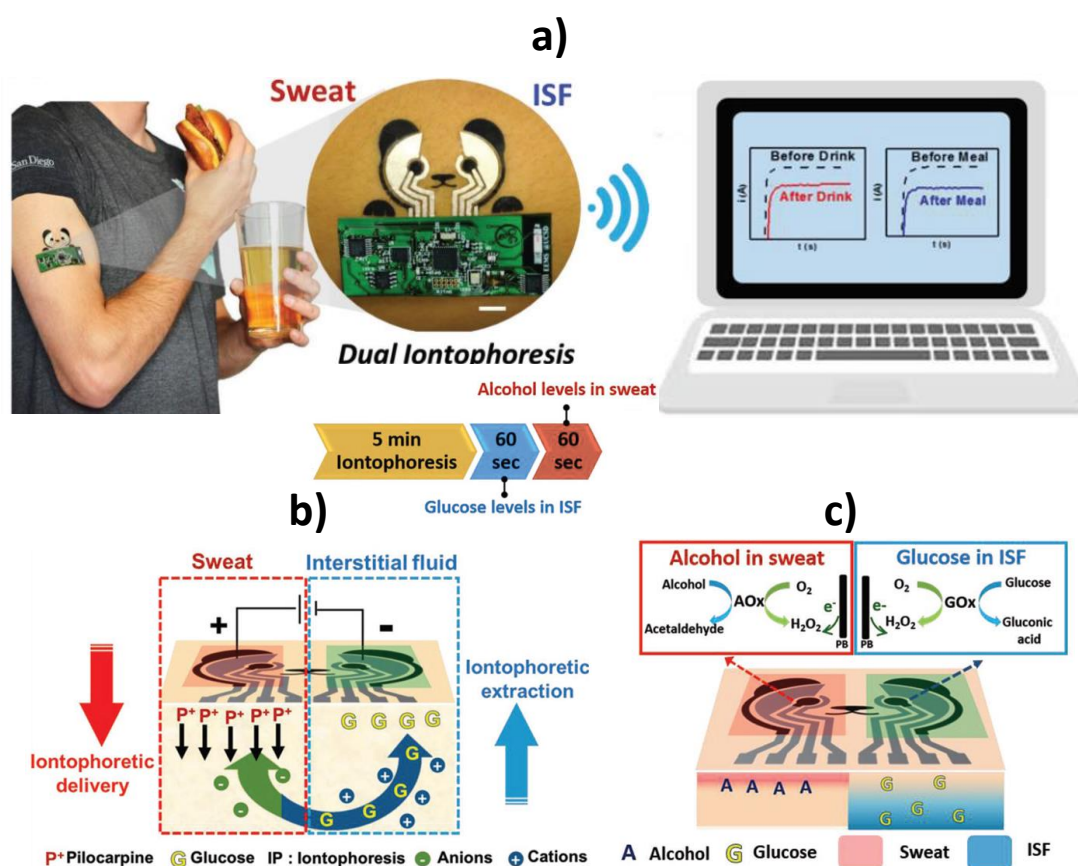 a)
San Diego
Sweat
ISF
Before Drink
After Drink
i (A)
t (s)
Before Meal
After Meal
i (A)
t (s)
Dual Iontophoresis
Alcohol levels in sweat
5 min
Iontophoresis
60
sec
60
sec
Glucose levels in ISF
b)
Sweat
Interstitial fluid
+
-
Iontophoretic
delivery
Iontophoretic
extraction
P+ P+ P+ P+ P+
G G G G
G
G
G
G
- - - -
+ + + + + +
P+ Pilocarpine G Glucose IP : Iontophoresis - Anions + Cations
c)
Alcohol in sweat
Alcohol
Acetaldehyde
AOx
O2
H2O2
e-
PB
Glucose in ISF
O2
H2O2
e-
PB
GOx
Glucose
Gluconic
acid
A A A A
G G
G
G G
A Alcohol G Glucose Sweat ISF